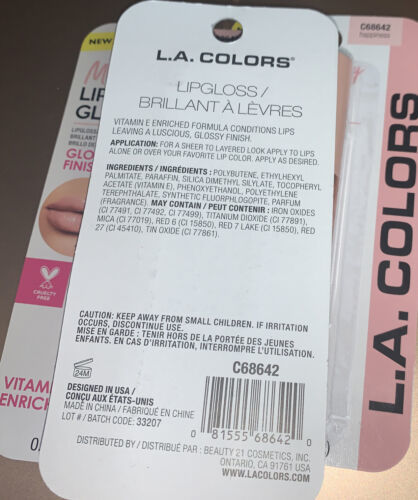 C68642
happiness
NEW
L.A. COLORS®
LIPGLOSS /
BRILLANT À LÈVRES
VITAMIN E ENRICHED FORMULA CONDITIONS LIPS
LEAVING A LUSCIOUS, GLOSSY FINISH.
APPLICATION: FOR A SHEER TO LAYERED LOOK APPLY TO LIPS
ALONE OR OVER YOUR FAVORITE LIP COLOR. APPLY AS DESIRED.
INGREDIENTS / INGRÉDIENTS : POLYBUTENE, ETHYLHEXYL
PALMITATE, PARAFFIN, SILICA DIMETHYL SILYLATE, TOCOPHERYL
ACETATE (VITAMIN E), PHENOXYETHANOL, POLYETHYLENE
TEREPHTHALATE, SYNTHETIC FLUORPHLOGOPITE, PARFUM
(FRAGRANCE). MAY CONTAIN / PEUT CONTENIR : IRON OXIDES
(CI 77491, CI 77492, CI 77499), TITANIUM DIOXIDE (CI 77891),
MICA (CI 77019), RED 6 (CI 15850), RED 7 LAKE (CI 15850), RED
27 (CI 45410), TIN OXIDE (CI 77861).
CAUTION: KEEP AWAY FROM SMALL CHILDREN. IF IRRITATION
OCCURS, DISCONTINUE USE.
MISE EN GARDE : TENIR HORS DE LA PORTÉE DES JEUNES
ENFANTS. EN CAS D'IRRITATION, INTERROMPRE L'UTILISATION.
24M
C68642
DESIGNED IN USA /
CONÇU AUX ÉTATS-UNIS
MADE IN CHINA / FABRIQUÉ EN CHINE
LOT # / BATCH CODE: 33207
0 81555 68642 0
DISTRIBUTED BY / DISTRIBUÉ PAR : BEAUTY 21 COSMETICS, INC.
ONTARIO, CA 91761 USA
WWW.LACOLORS.COM
LI
GL
GLO
FINIS
CRUELTY
FREE
VITAM
ENRICH
L.A. COLORS